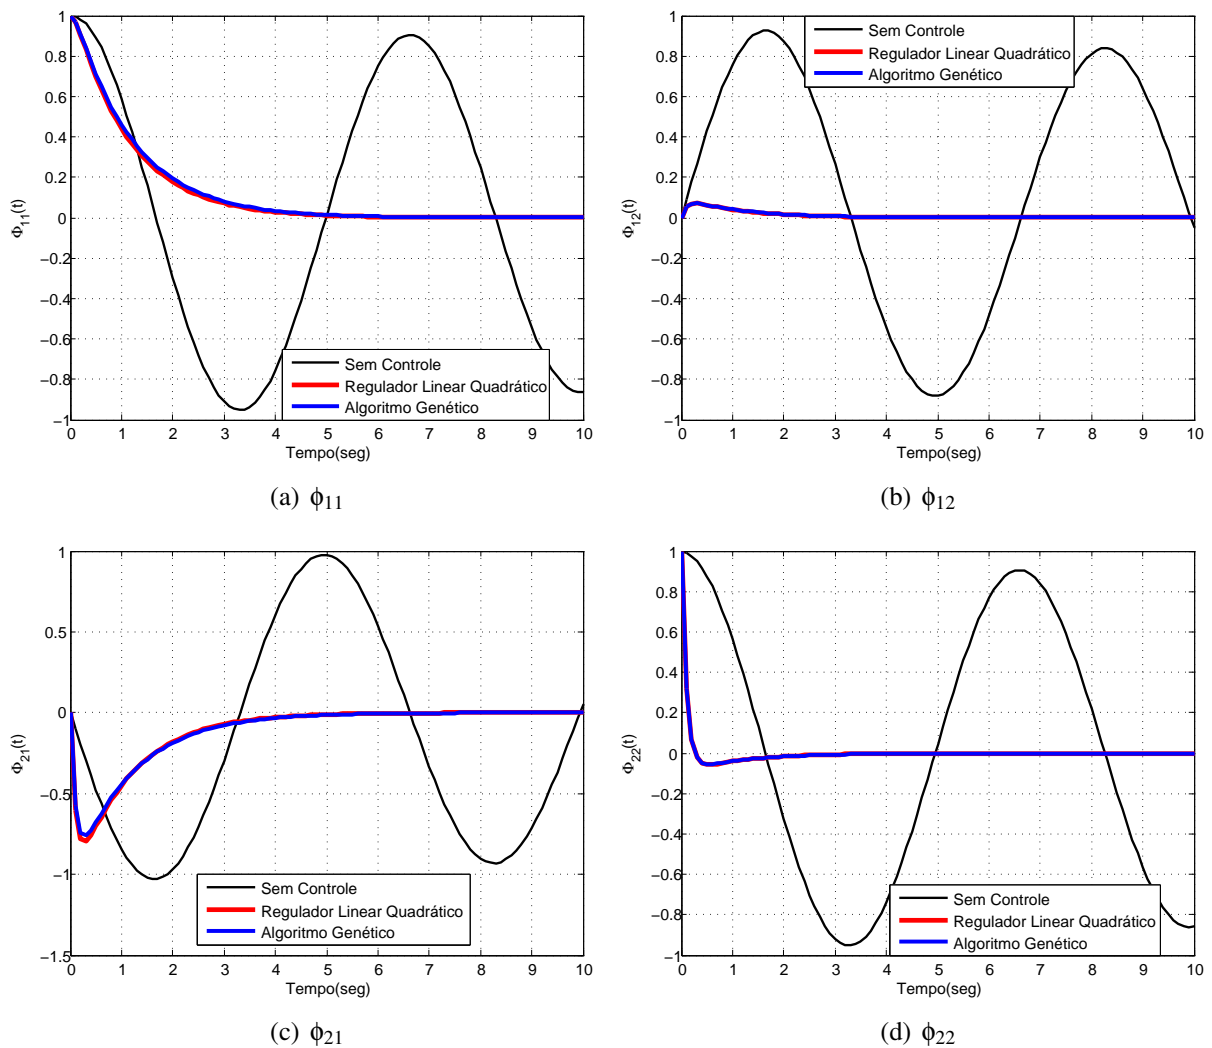 1
0.8
0.6
0.4
0.2
0
−0.2
−0.4
−0.6
−0.8
−1
Φ11(t)
Sem Controle
Regulador Linear Quadrático
Algoritmo Genético
0 1 2 3 4 5 6 7 8 9 10
Tempo(seg)
(a) ϕ11
1
0.8
0.6
0.4
0.2
0
−0.2
−0.4
−0.6
−0.8
−1
Φ12(t)
Sem Controle
Regulador Linear Quadrático
Algoritmo Genético
0 1 2 3 4 5 6 7 8 9 10
Tempo(seg)
(b) ϕ12
1
0.5
0
−0.5
−1
−1.5
Φ21(t)
Sem Controle
Regulador Linear Quadrático
Algoritmo Genético
0 1 2 3 4 5 6 7 8 9 10
Tempo(seg)
(c) ϕ21
1
0.8
0.6
0.4
0.2
0
−0.2
−0.4
−0.6
−0.8
−1
Φ22(t)
Sem Controle
Regulador Linear Quadrático
Algoritmo Genético
0 1 2 3 4 5 6 7 8 9 10
Tempo(seg)
(d) ϕ22